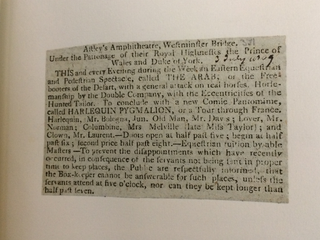 Astley's Amphitheatre, Westminster Bridge.
Under the Patronage of their Royal Highnesses the Prince of
Wales and Duke of York.
THIS and every Evening during the Week an Eastern Equestrian
and Pedestrian Spectacle, called THE ARAB; or the Free-
booters of the Desart, with a general attack on real horses. Horse-
manship by the Double Company, with the Eccentricities of the
Hunted Tailor. To conclude with a new Comic Pantomime,
called HARLEQUIN PYGMALION, or a Tour through France.
Harlequin, Mr. Bologna, jun. Old Man, Mr. Davis; Lover, Mr.
Norman; Columbine, Mrs Melville (late Miss Taylor); and
Clown, Mr. Laurent.—Doors open at half past five; begin at half
past six; second price half past eight.—Equestrian tuition by able
Masters—To prevent the disappointments which have recently
occurred, in consequence of the servants not being sent in proper
time to keep places, the Public are respectfully informed, that
the Box-keeper cannot be answerable for such places, unless the
servants attend at five o'clock, nor can they be kept longer than
half past seven.